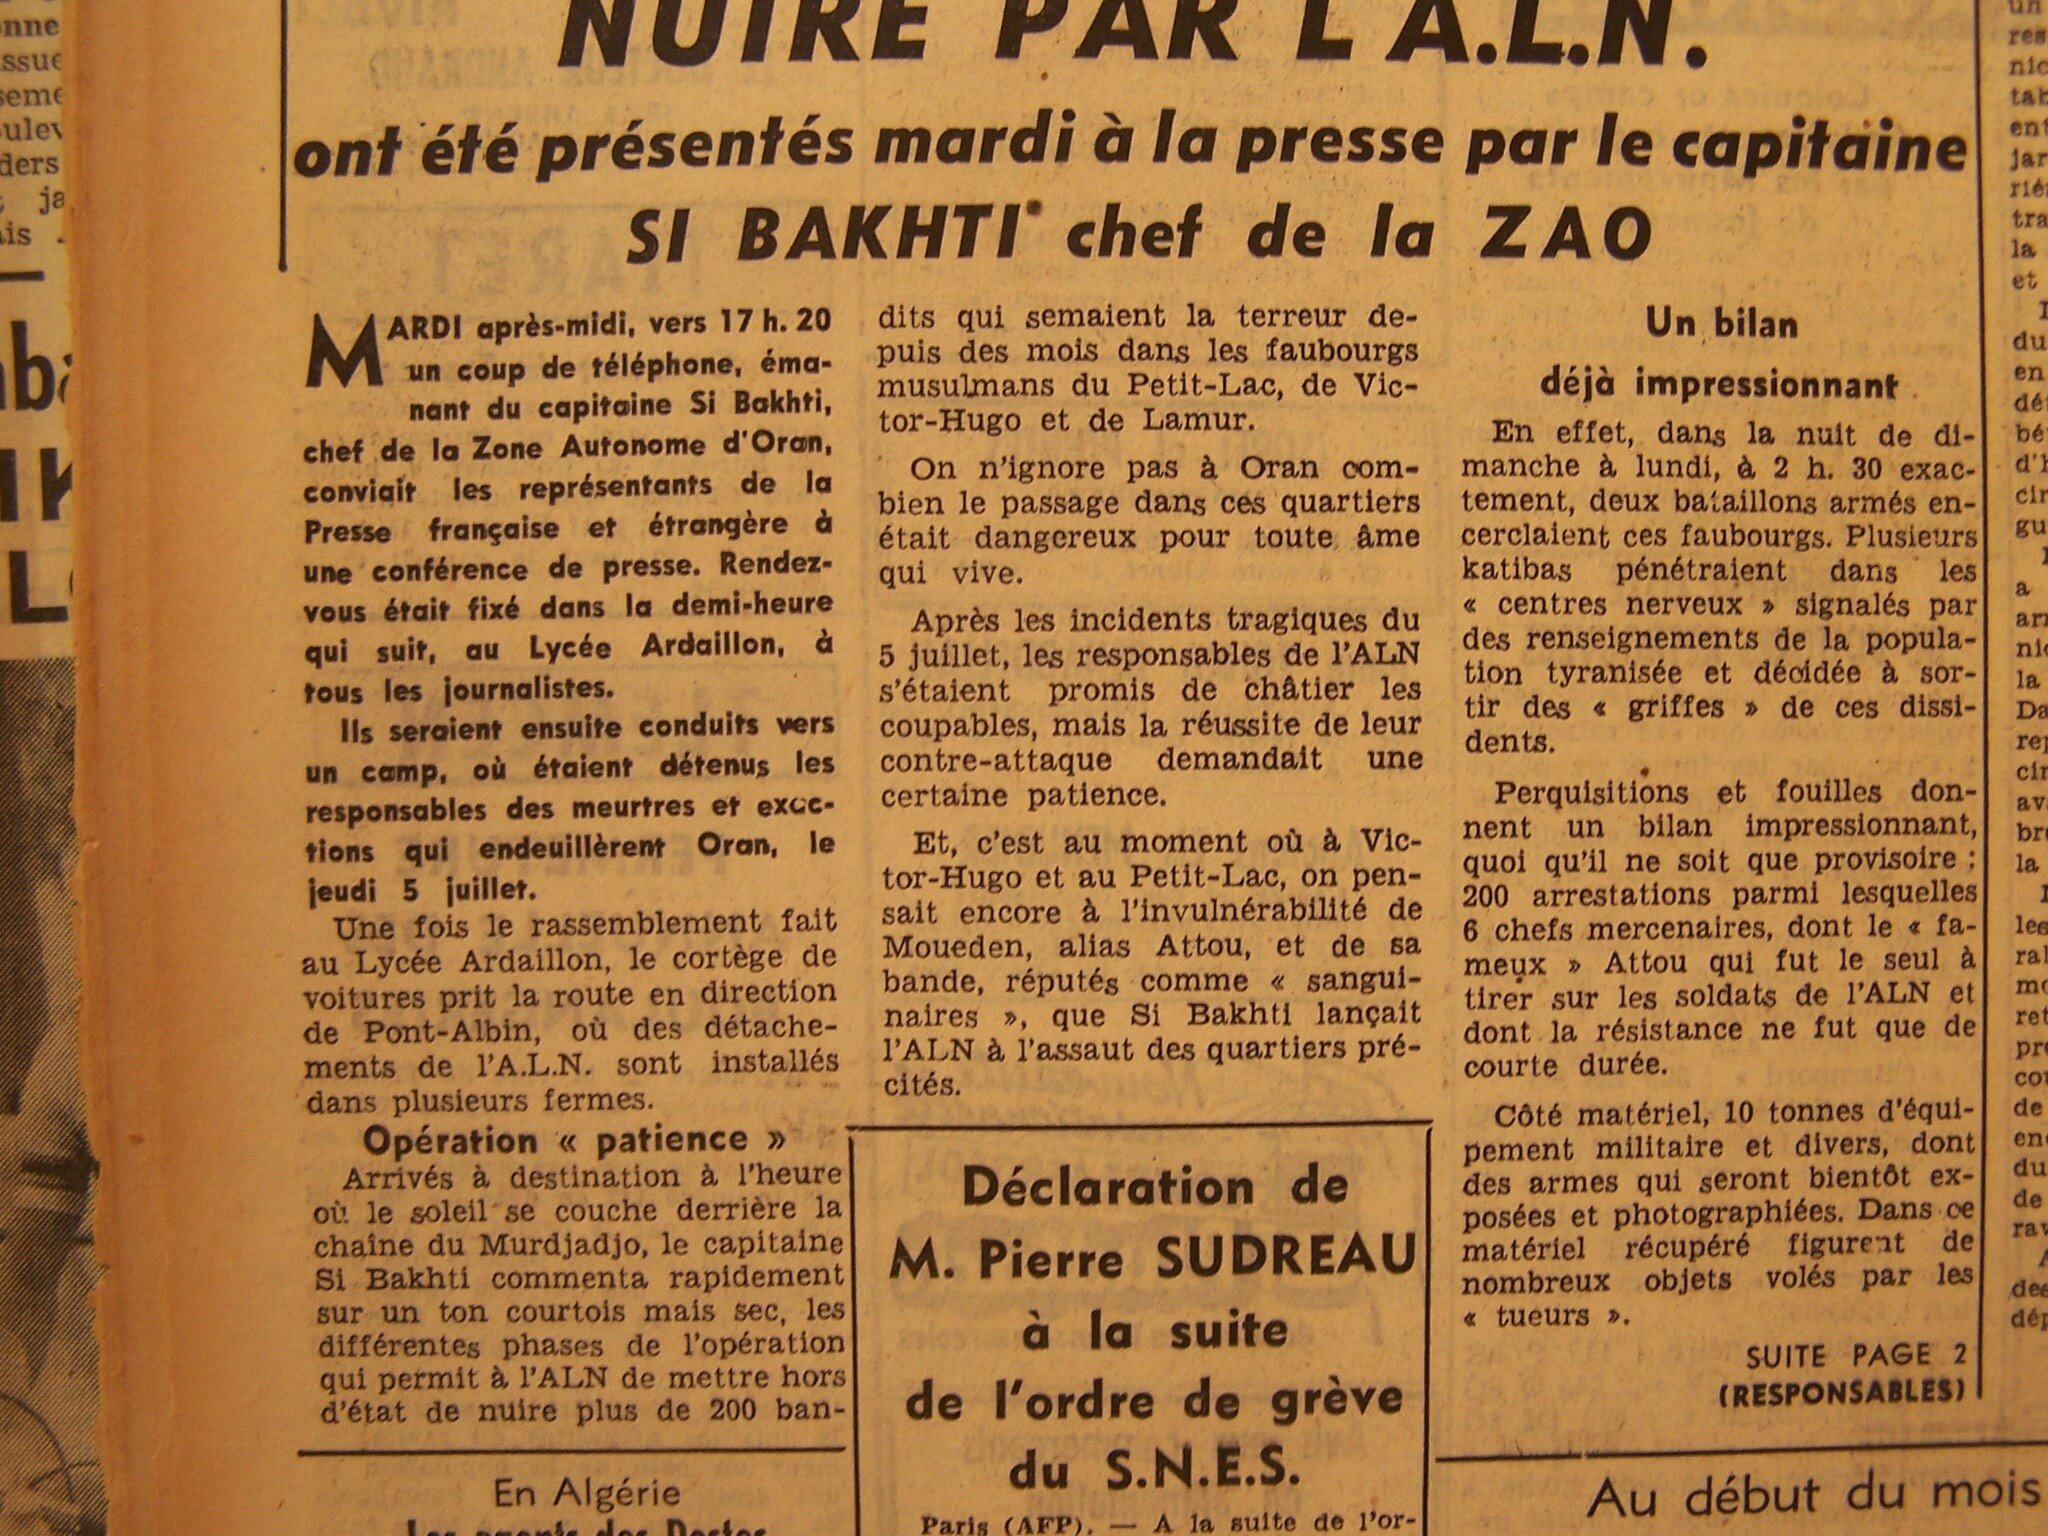 NUIRE PAR L'A.L.N.
ont été présentés mardi à la presse par le capitaine
SI BAKHTI chef de la ZAO
MARDI après-midi, vers 17 h. 20
un coup de téléphone, éma-
nant du capitaine Si Bakhti,
chef de la Zone Autonome d'Oran,
conviait les représentants de la
Presse française et étrangère à
une conférence de presse. Rendez-
vous était fixé dans la demi-heure
qui suit, au Lycée Ardaillon, à
tous les journalistes.
Ils seraient ensuite conduits vers
un camp, où étaient détenus les
responsables des meurtres et exac-
tions qui endeuillèrent Oran, le
jeudi 5 juillet.
Une fois le rassemblement fait
au Lycée Ardaillon, le cortège de
voitures prit la route en direction
de Pont-Albin, où des détache-
ments de l'A.L.N. sont installés
dans plusieurs fermes.
Opération « patience »
Arrivés à destination à l'heure
où le soleil se couche derrière la
chaîne du Murdjadjo, le capitaine
Si Bakhti commenta rapidement
sur un ton courtois mais sec, les
différentes phases de l'opération
qui permit à l'ALN de mettre hors
d'état de nuire plus de 200 ban-
dits qui semaient la terreur de-
puis des mois dans les faubourgs
musulmans du Petit-Lac, de Vic-
tor-Hugo et de Lamur.
On n'ignore pas à Oran com-
bien le passage dans ces quartiers
était dangereux pour toute âme
qui vive.
Après les incidents tragiques du
5 juillet, les responsables de l'ALN
s'étaient promis de châtier les
coupables, mais la réussite de leur
contre-attaque demandait une
certaine patience.
Et, c'est au moment où à Vic-
tor-Hugo et au Petit-Lac, on pen-
sait encore à l'invulnérabilité de
Moueden, alias Attou, et de sa
bande, réputés comme « sangui-
naires », que Si Bakhti lançait
l'ALN à l'assaut des quartiers pré-
cités.
Un bilan
déjà impressionnant
En effet, dans la nuit de di-
manche à lundi, à 2 h. 30 exac-
tement, deux bataillons armés en-
cerclaient ces faubourgs. Plusieurs
katibas pénétraient dans les
« centres nerveux » signalés par
des renseignements de la popula-
tion tyranisée et décidée à sor-
tir des « griffes » de ces dissi-
dents.
Perquisitions et fouilles don-
nent un bilan impressionnant,
quoi qu'il ne soit que provisoire :
200 arrestations parmi lesquelles
6 chefs mercenaires, dont le « fa-
meux » Attou qui fut le seul à
tirer sur les soldats de l'ALN et
dont la résistance ne fut que de
courte durée.
Côté matériel, 10 tonnes d'équi-
pement militaire et divers, dont
des armes qui seront bientôt ex-
posées et photographiées. Dans ce
matériel récupéré figurent de
nombreux objets volés par les
« tueurs ».
SUITE PAGE 2
(RESPONSABLES)
Déclaration de
M. Pierre SUDREAU
à la suite
de l'ordre de grève
du S.N.E.S.
Paris (AFP). — A la suite de l'or-
En Algérie
Au début du mois